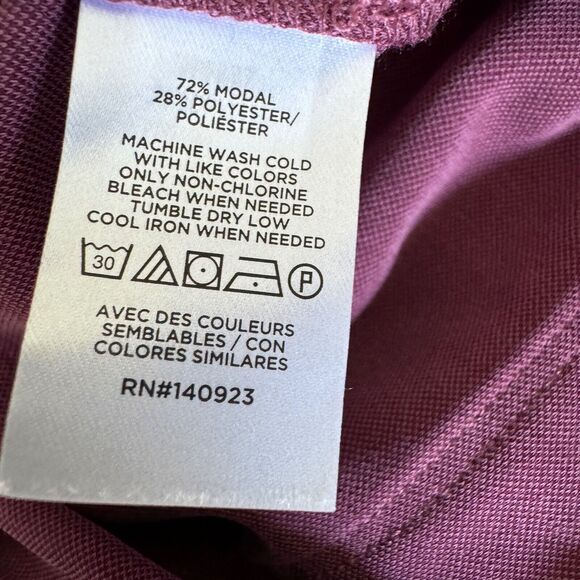 72% MODAL
28% POLYESTER/
POLIÉSTER
MACHINE WASH COLD
WITH LIKE COLORS
ONLY NON-CHLORINE
BLEACH WHEN NEEDED
TUMBLE DRY LOW
COOL IRON WHEN NEEDED
30 P
AVEC DES COULEURS
SEMBLABLES / CON
COLORES SIMILARES
RN#140923